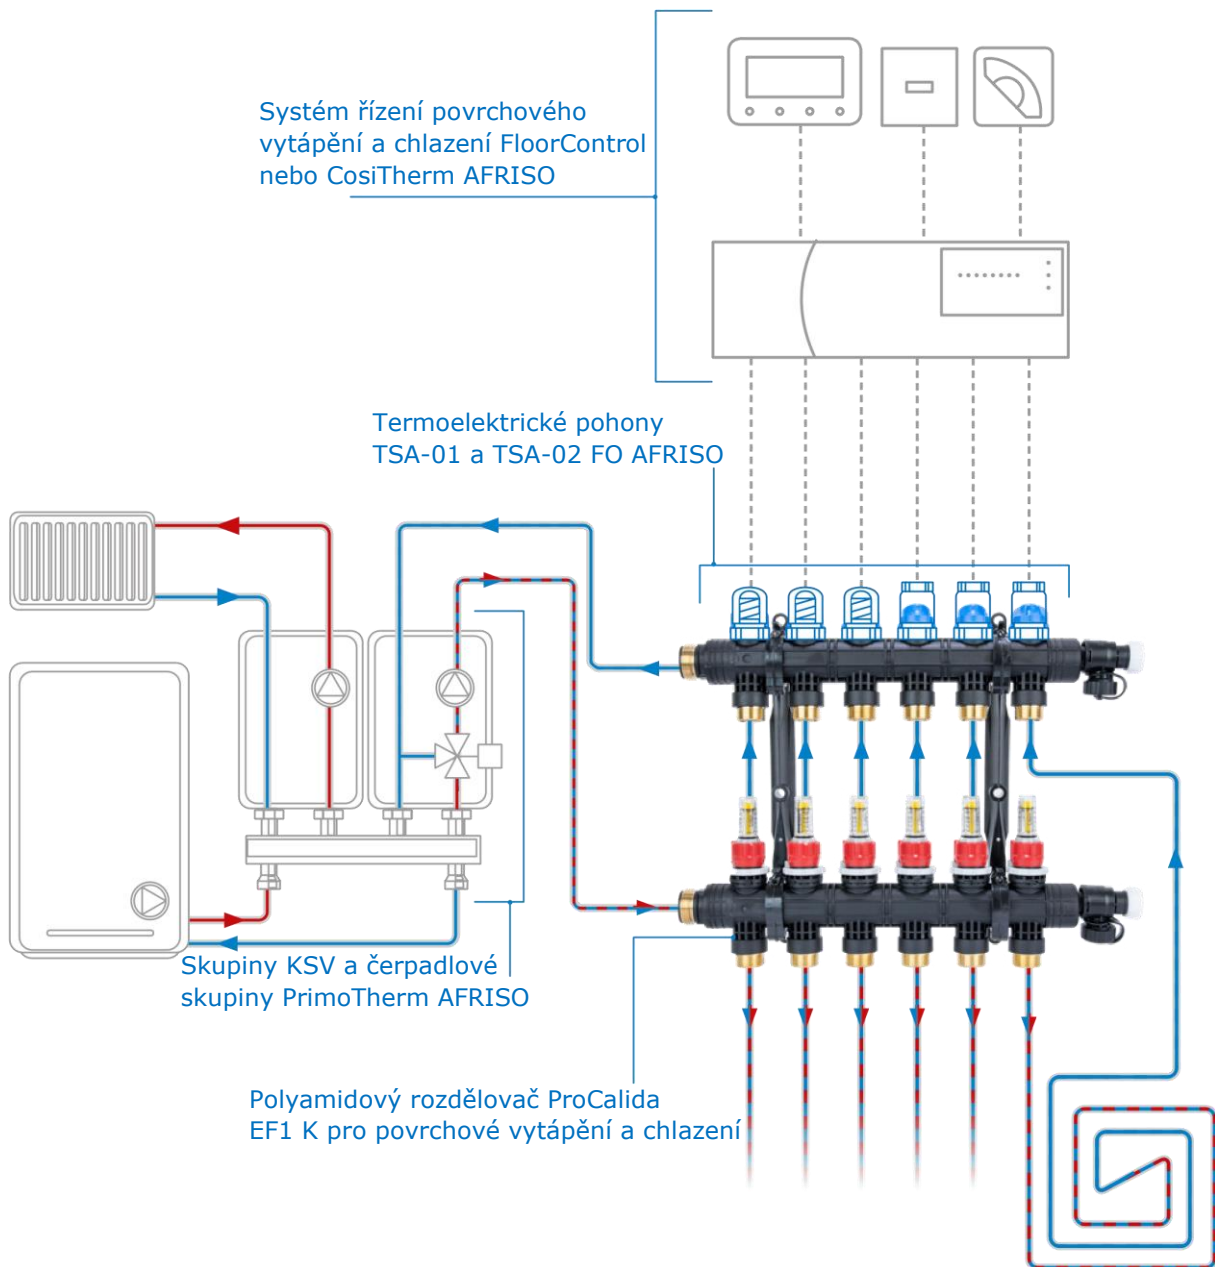 Systém řízení povrchového
vytápění a chlazení FloorControl
nebo CosiTherm AFRISO
Termoelektrické pohony
TSA-01 a TSA-02 FO AFRISO
Skupiny KSV a čerpadlové
skupiny PrimoTherm AFRISO
Polyamidový rozdělovač ProCalida
EF1 K pro povrchové vytápění a chlazení